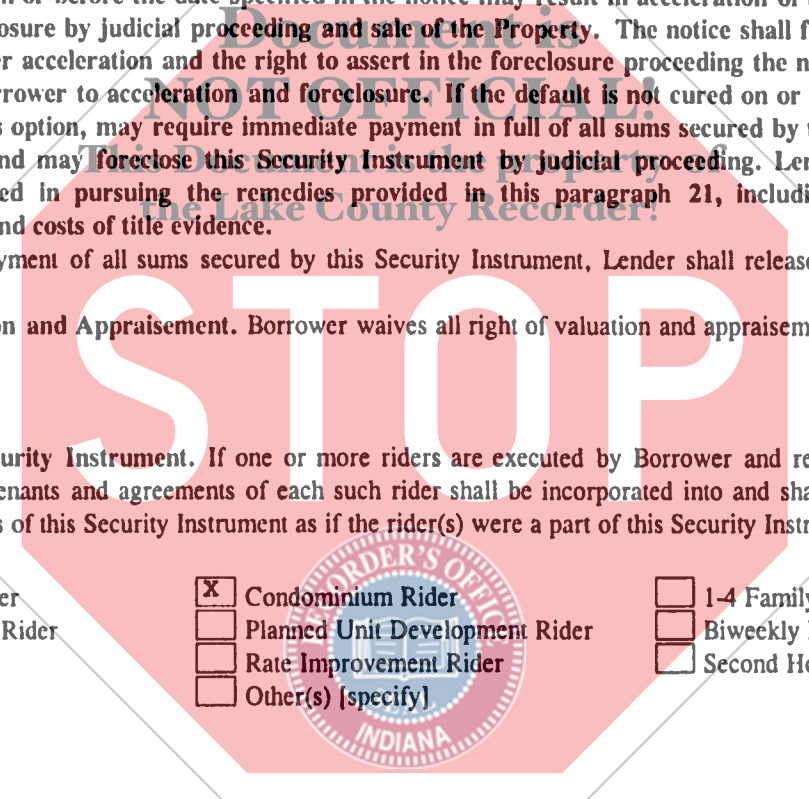 or before the date specified in the notice may result in acceleration of
osure by judicial proceeding and sale of the Property. The notice shall f
r acceleration and the right to assert in the foreclosure proceeding the n
rrower to acceleration and foreclosure. If the default is not cured on or
s option, may require immediate payment in full of all sums secured by
nd may foreclose this Security Instrument by judicial proceeding. Len
ed in pursuing the remedies provided in this paragraph 21, includi
nd costs of title evidence.
yment of all sums secured by this Security Instrument, Lender shall release
n and Appraisement. Borrower waives all right of valuation and appraisem
urity Instrument. If one or more riders are executed by Borrower and re
enants and agreements of each such rider shall be incorporated into and sha
s of this Security Instrument as if the rider(s) were a part of this Security Instr
er
X Condominium Rider
1-4 Family
Rider
Planned Unit Development Rider
Biweekly
Rate Improvement Rider
Second Ho
Other(s) [specify]
Document is
NOT OFFICIAL!
This Document is the property of
the Lake County Recorder!
STOP
RECORDER'S OFFICE
INDIANA